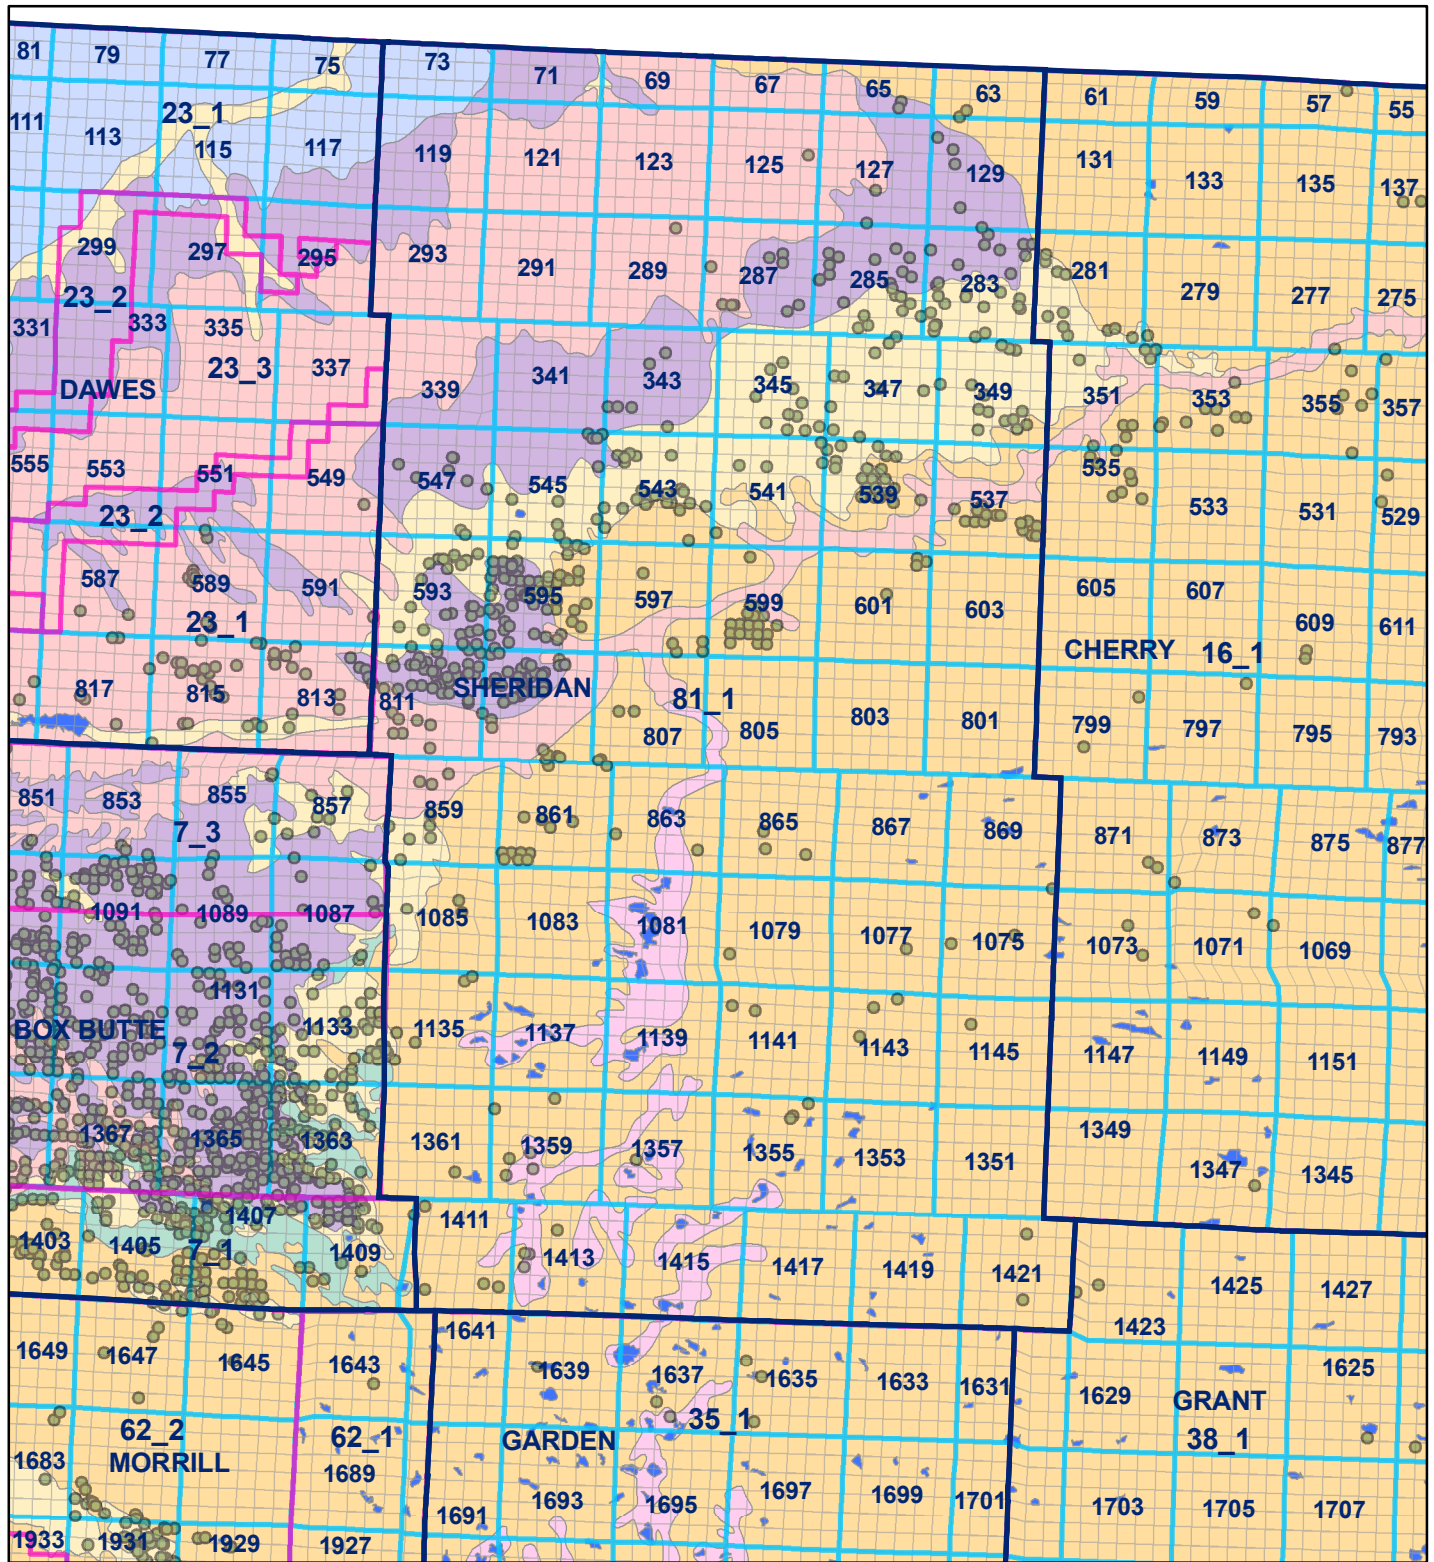 81 79 77 75 73 71 69 67 65 63 61 59 57 55
23_1
111 113 115 117 119 121 123 125 127 129 131 133 135 137
299 297 295 293 291 289 287 285 283 281 279 277 275
23_2
331 333 335 337 339 341 343 345 347 349 351 353 355 357
23_3
DAWES
555 553 551 549 547 545 543 541 539 537 535 533 531 529
23_2
587 589 591 593 595 597 599 601 603 605 607 609 611
23_1
CHERRY 16_1
817 815 813 811 SHERIDAN 81_1
807 805 803 801 799 797 795 793
851 853 855 857 859 861 863 865 867 869 871 873 875 877
7_3
1091 1089 1087 1085 1083 1081 1079 1077 1075 1073 1071 1069
1131 1133 1135 1137 1139 1141 1143 1145 1147 1149 1151
BOX BUTTE
7_2
1367 1365 1363 1361 1359 1357 1355 1353 1351 1349 1347 1345
1403 1405 1407 1409 1411 1413 1415 1417 1419 1421 1423 1425 1427
7_1
1649 1647 1645 1643 1641 1639 1637 1635 1633 1631 1629 1625
GRANT
38_1
62_2 62_1 35_1
MORRILL GARDEN
1683 1689 1691 1693 1695 1697 1699 1701 1703 1705 1707
1933 1931 1929 1927